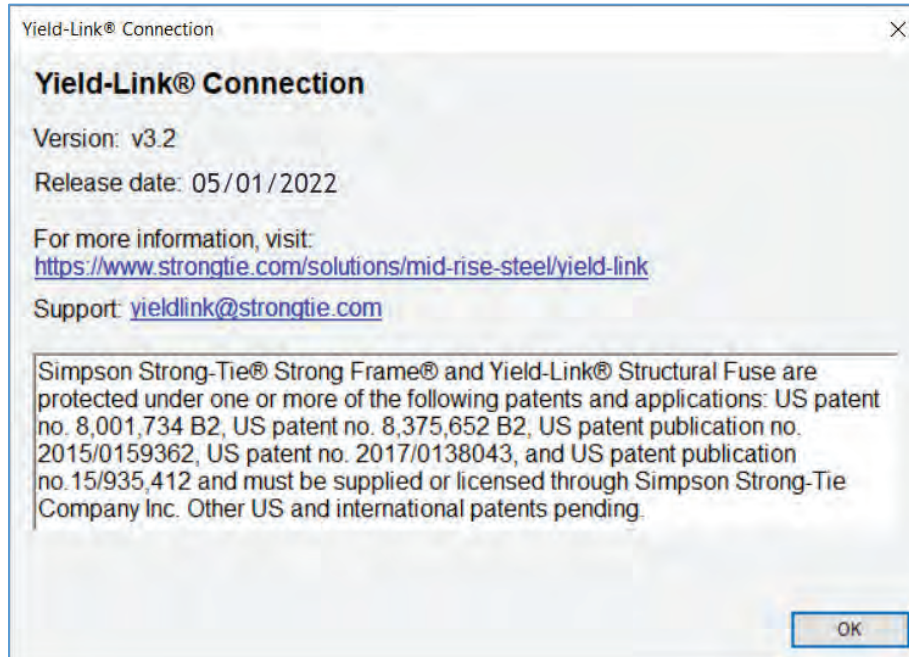 Yield-Link® Connection
Yield-Link® Connection
Version: v3.2
Release date: 05/01/2022
For more information, visit:
https://www.strongtie.com/solutions/mid-rise-steel/yield-link
Support: yieldlink@strongtie.com
Simpson Strong-Tie® Strong Frame® and Yield-Link® Structural Fuse are
protected under one or more of the following patents and applications: US patent
no. 8,001,734 B2, US patent no. 8,375,652 B2, US patent publication no.
2015/0159362, US patent no. 2017/0138043, and US patent publication
no.15/935,412 and must be supplied or licensed through Simpson Strong-Tie
Company Inc. Other US and international patents pending.
OK